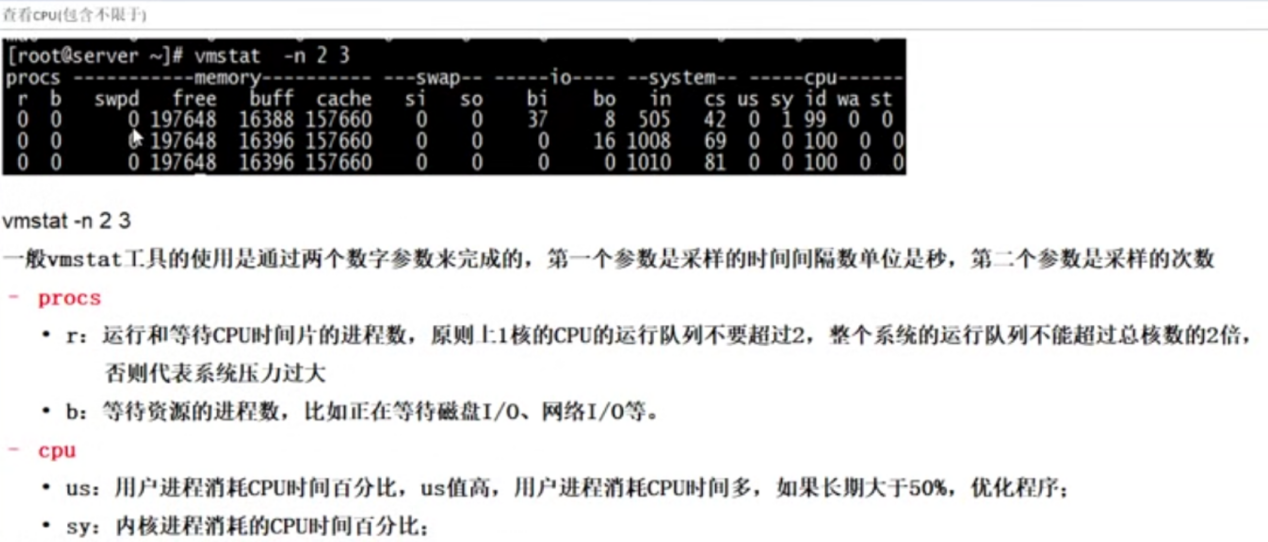 查看CPU(包含不限于)
[root@server ~]# vmstat  -n 2 3
procs -----------memory---------- ---swap-- -----io---- --system-- -----cpu------
r  b   swpd   free   buff  cache   si   so    bi    bo   in   cs us sy id wa st
0  0      0 197648  16388 157660    0    0    37     8  505   42  0  1 99  0  0
0  0      0 197648  16396 157660    0    0     0    16 1008   69  0  0 100  0  0
0  0      0 197648  16396 157660    0    0     0     0 1010   81  0  0 100  0  0
vmstat -n 2 3
一般vmstat工具的使用是通过两个数字参数来完成的，第一个参数是采样的时间间隔数单位是秒，第二个参数是采样的次数
- procs
• r：运行和等待CPU时间片的进程数，原则上1核的CPU的运行队列不要超过2，整个系统的运行队列不能超过总核数的2倍，
否则代表系统压力过大
• b：等待资源的进程数，比如正在等待磁盘I/O、网络I/O等。
- cpu
• us：用户进程消耗CPU时间百分比，us值高，用户进程消耗CPU时间多，如果长期大于50%，优化程序；
• sy：内核进程消耗的CPU时间百分比；